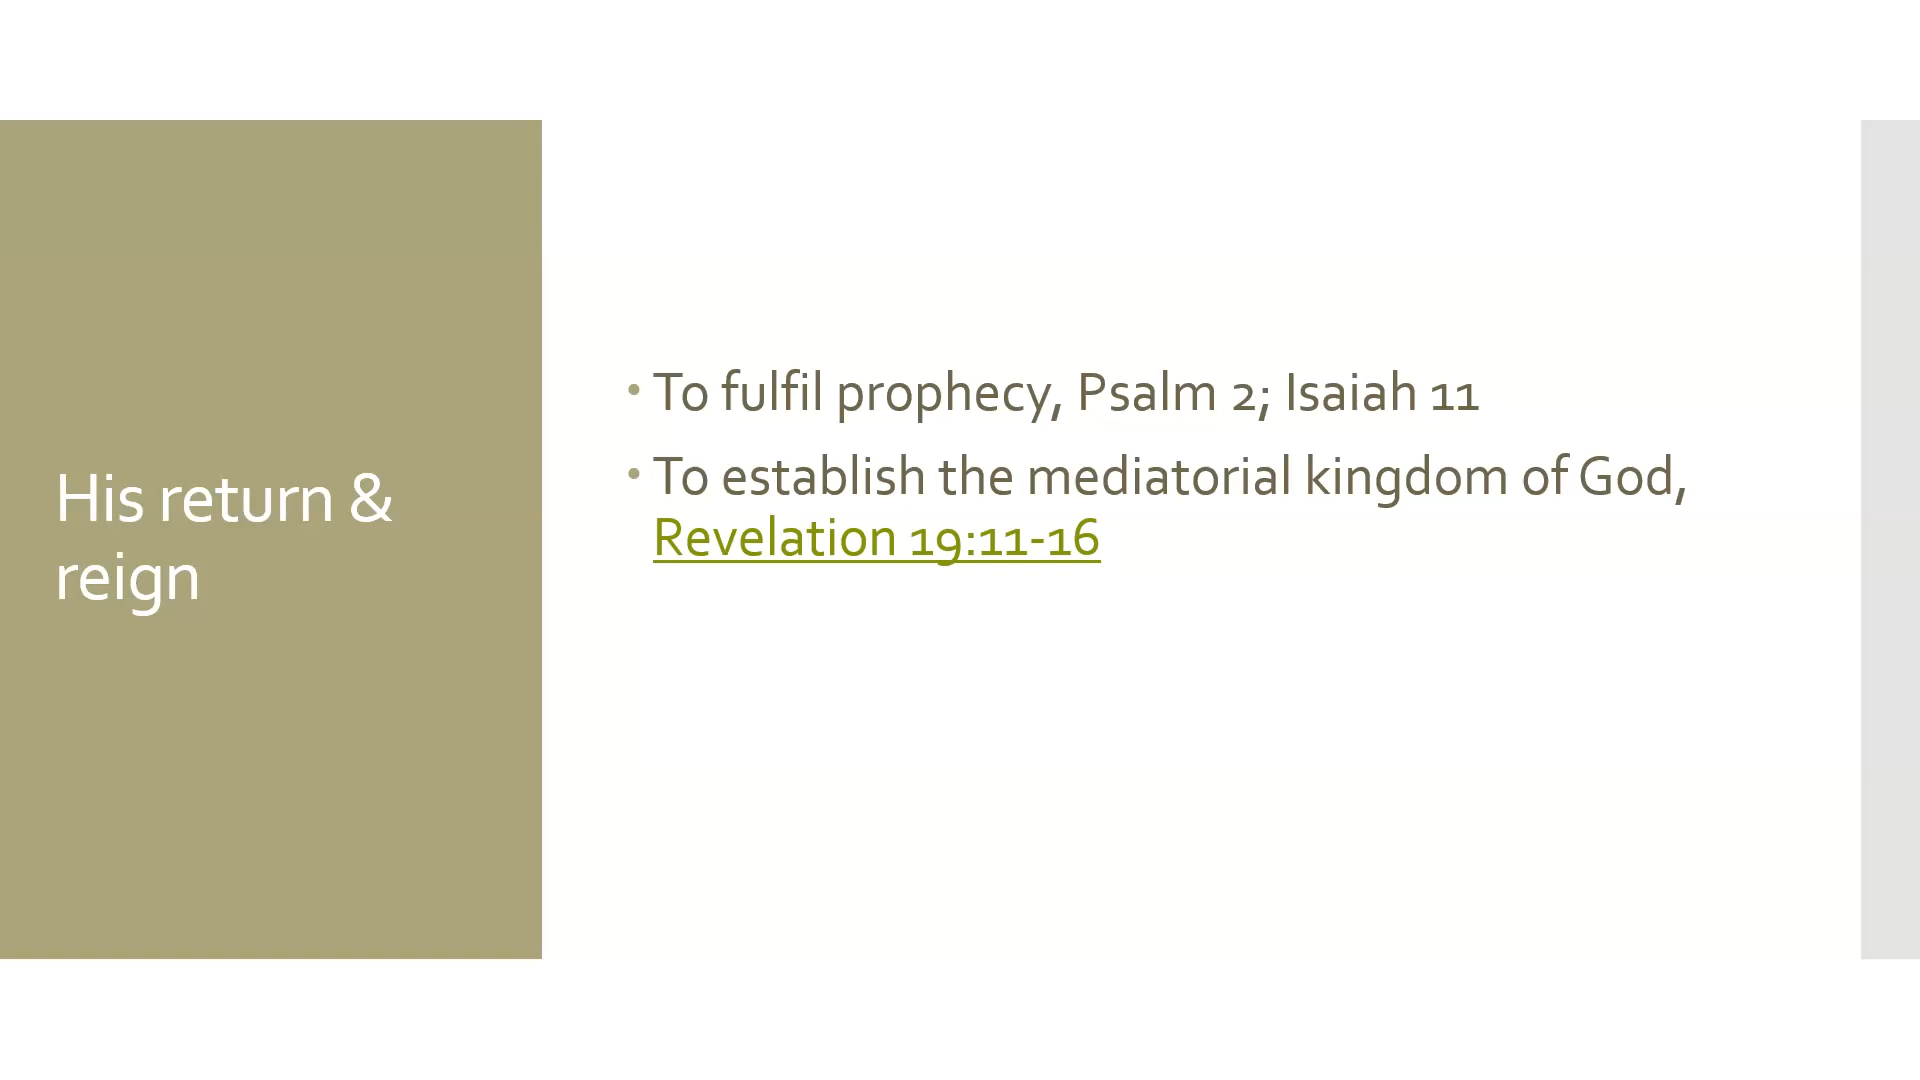 His return &
reign
• To fulfil prophecy, Psalm 2; Isaiah 11
• To establish the mediatorial kingdom of God,
Revelation 19:11-16